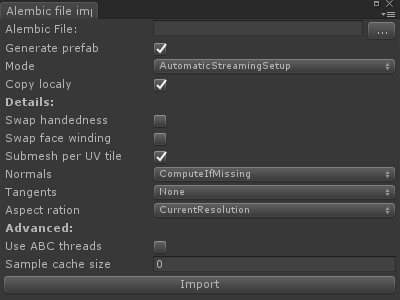 Alembic file imp
Alembic File: ...
Generate prefab
Mode AutomaticStreamingSetup
Copy localy
Details:
Swap handedness
Swap face winding
Submesh per UV tile
Normals ComputeIfMissing
Tangents None
Aspect ration CurrentResolution
Advanced:
Use ABC threads
Sample cache size 0
Import